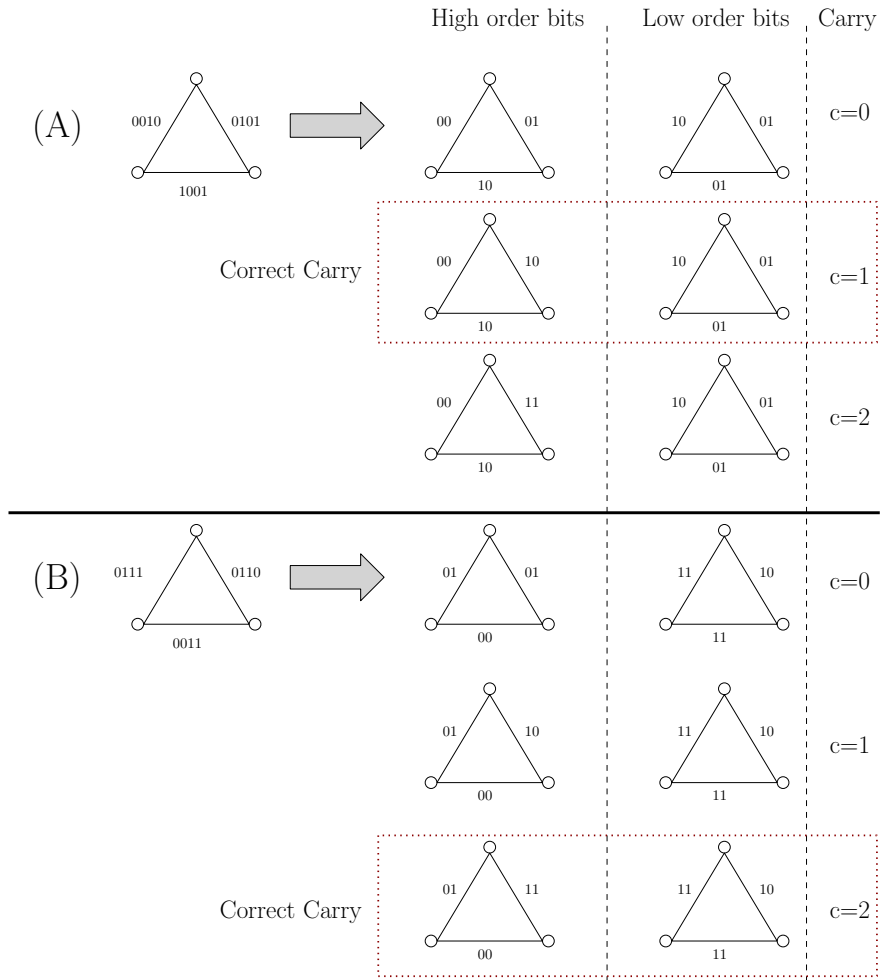 High order bits Low order bits Carry
(A) 0010 0101 00 01 10 01 c=0
1001 10 01
Correct Carry 00 10 10 01 c=1
10 01
00 11 10 01 c=2
10 01
(B) 0111 0110 01 01 11 10 c=0
0011 00 11
01 10 11 10 c=1
00 11
Correct Carry 01 11 11 10 c=2
00 11